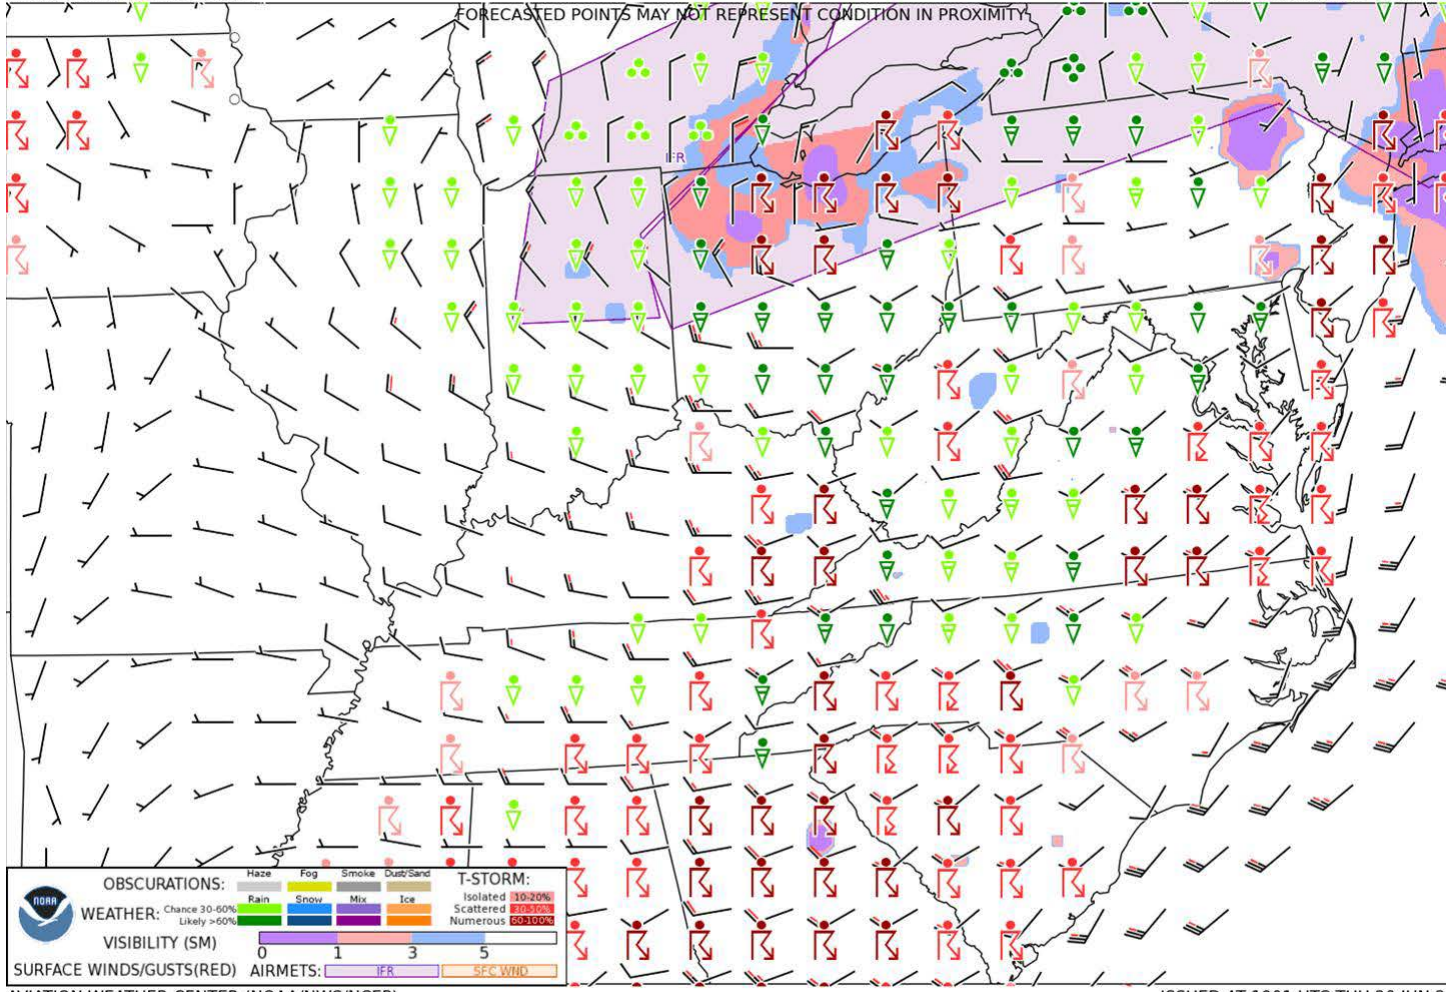 FORECASTED POINTS MAY NOT REPRESENT CONDITION IN PROXIMITY
IFR
NOAA
OBSCURATIONS: Haze Fog Smoke Dust/Sand
WEATHER: Rain Snow Mix Ice
Chance 30-60%
Likely >60%
T-STORM:
Isolated 10-20%
Scattered 30-50%
Numerous 60-100%
VISIBILITY (SM)
0 1 3 5
SURFACE WINDS/GUSTS(RED) AIRMETS: IFR SFC WND